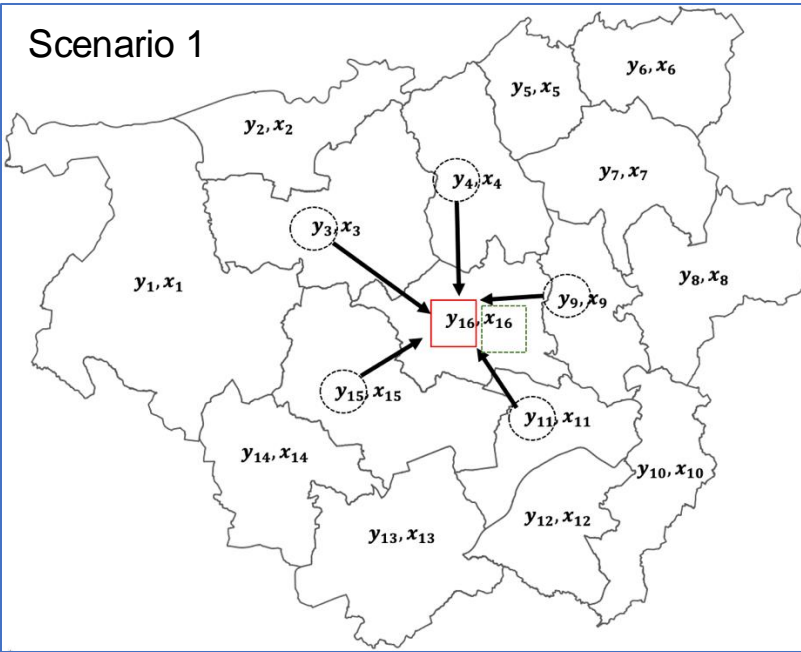 Scenario 1
y₆, x₆
y₅, x₅
y₂, x₂
y₇, x₇
y₄, x₄
y₃, x₃
y₈, x₈
y₁, x₁
y₉, x₉
y₁₆, x₁₆
y₁₅, x₁₅
y₁₁, x₁₁
y₁₄, x₁₄
y₁₀, x₁₀
y₁₂, x₁₂
y₁₃, x₁₃